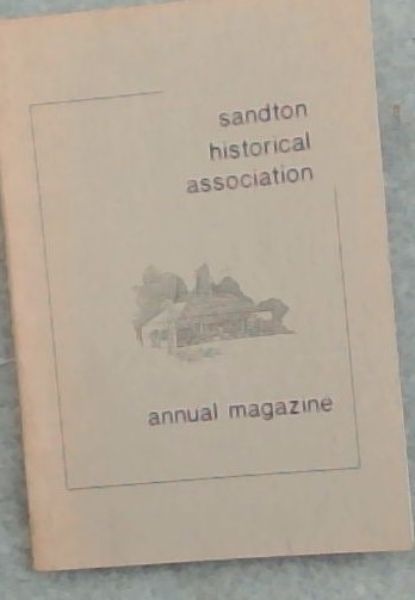 sandton
historical
association
annual magazine